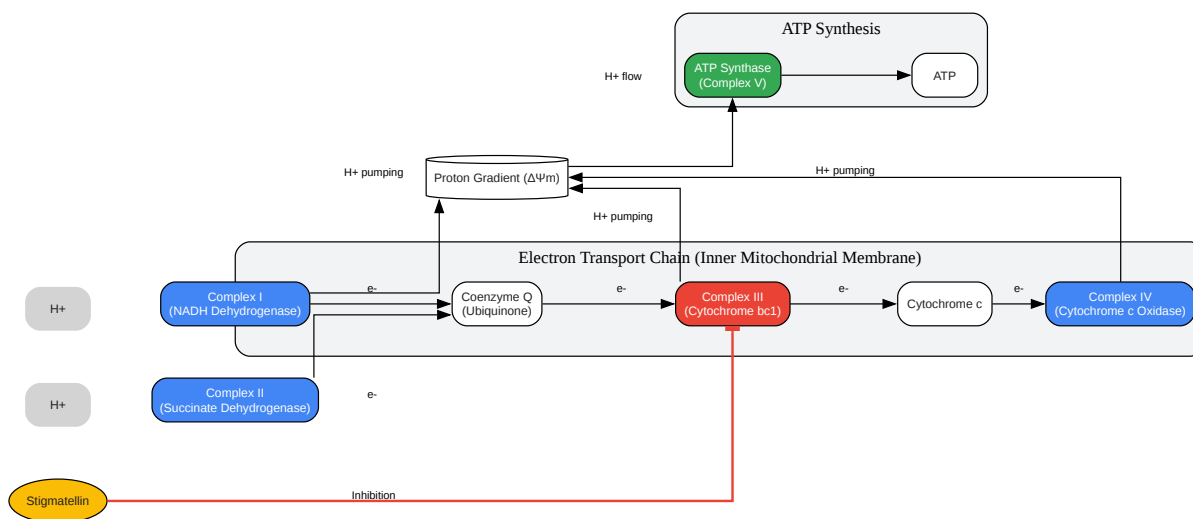 ATP Synthesis
ATP Synthase
(Complex V)
ATP
H+ flow
H+ pumping
Proton Gradient (ΔΨm)
H+ pumping
H+ pumping
Electron Transport Chain (Inner Mitochondrial Membrane)
H+
Complex I
(NADH Dehydrogenase)
e-
Coenzyme Q
(Ubiquinone)
e-
Complex III
(Cytochrome bc1)
e-
Cytochrome c
e-
Complex IV
(Cytochrome c Oxidase)
H+
Complex II
(Succinate Dehydrogenase)
e-
Stigmatellin
Inhibition